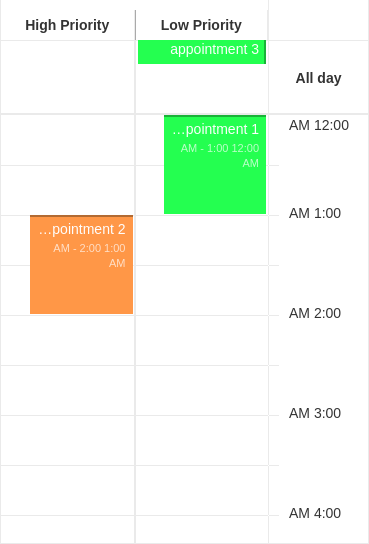 High Priority
Low Priority
appointment 3
All day
AM 12:00
…pointment 1
AM - 1:00 12:00
AM
AM 1:00
…pointment 2
AM - 2:00 1:00
AM
AM 2:00
AM 3:00
AM 4:00